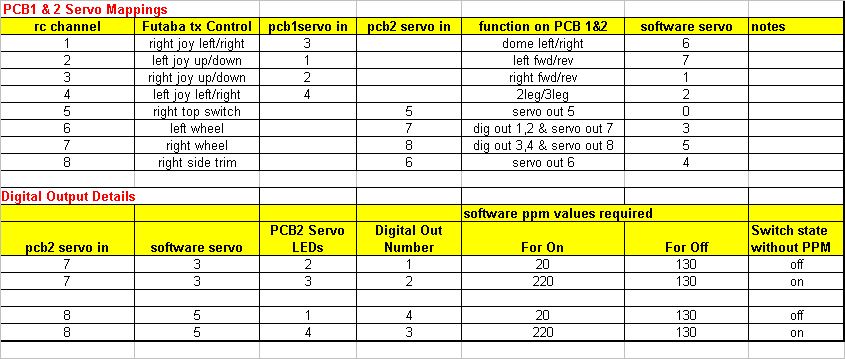 PCB1 & 2 Servo Mappings
rc channel Futaba tx Control pcb1servo in pcb2 servo in function on PCB 1&2 software servo notes
1 right joy left/right 3 dome left/right 6
2 left joy up/down 1 left fwd/rev 7
3 right joy up/down 2 right fwd/rev 1
4 left joy left/right 4 2leg/3leg 2
5 right top switch 5 servo out 5 0
6 left wheel 7 dig out 1,2 & servo out 7 3
7 right wheel 8 dig out 3,4 & servo out 8 5
8 right side trim 6 servo out 6 4
Digital Output Details
software ppm values required
PCB2 Servo Digital Out Switch state
pcb2 servo in software servo LEDs Number For On For Off without PPM
7 3 2 1 20 130 off
7 3 3 2 220 130 on
8 5 1 4 20 130 off
8 5 4 3 220 130 on